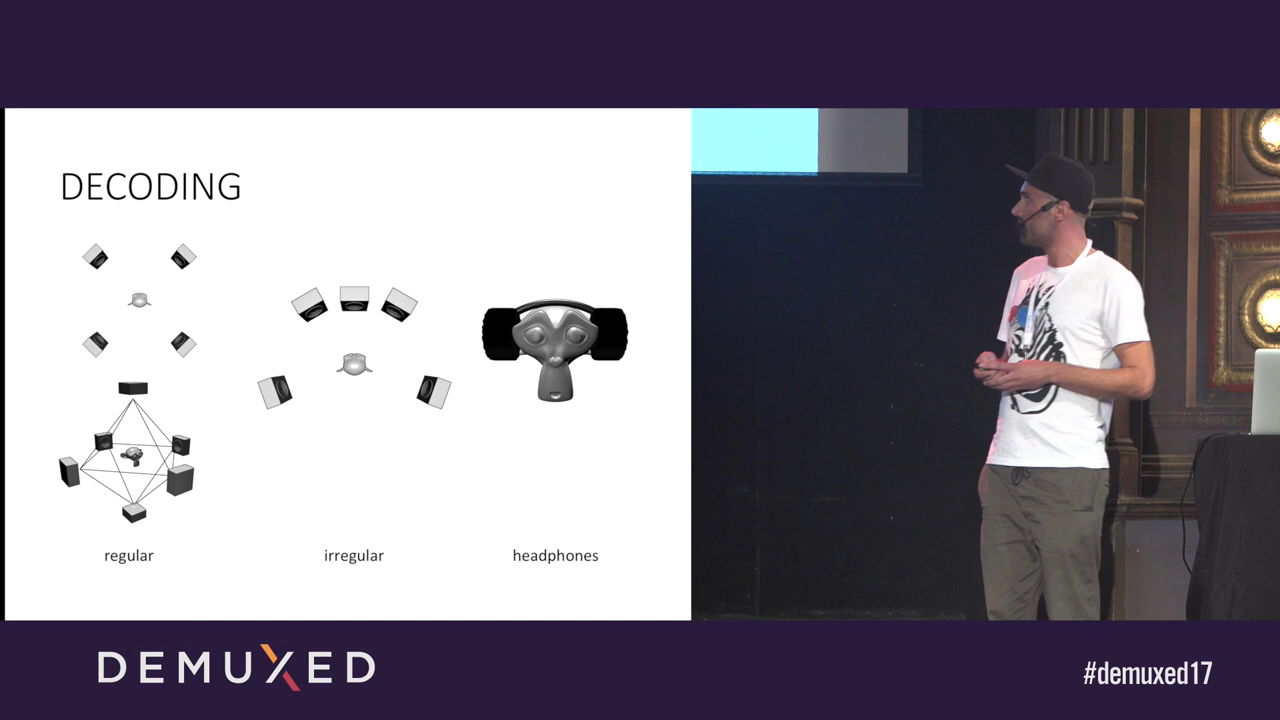 DECODING
regular
irregular
headphones
DEMUXED
#demuxed17